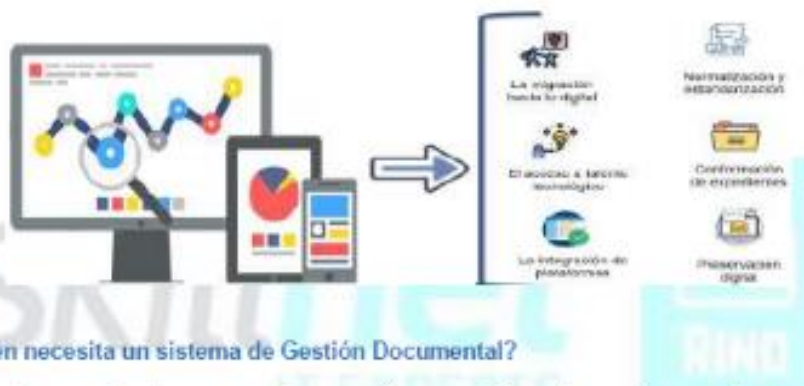 La migración
hacia lo digital
Normalización y
estandarización
El acceso a talento
tecnológico
Conformación
de expedientes
La integración de
plataformas
Preservación
digital
necesita un sistema de Gestión Documental?
RINO